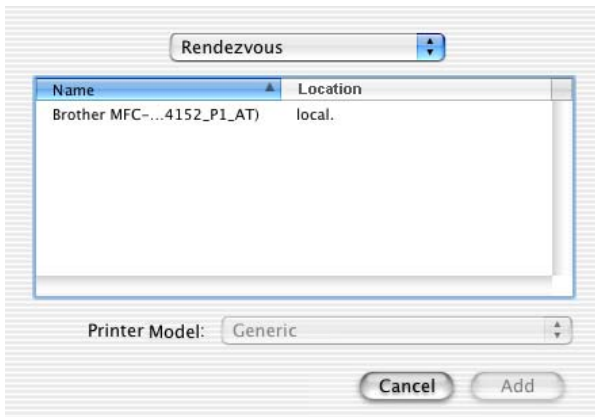 Rendezvous
Name Location
Brother MFC-...4152_P1_AT) local.
Printer Model: Generic
Cancel Add